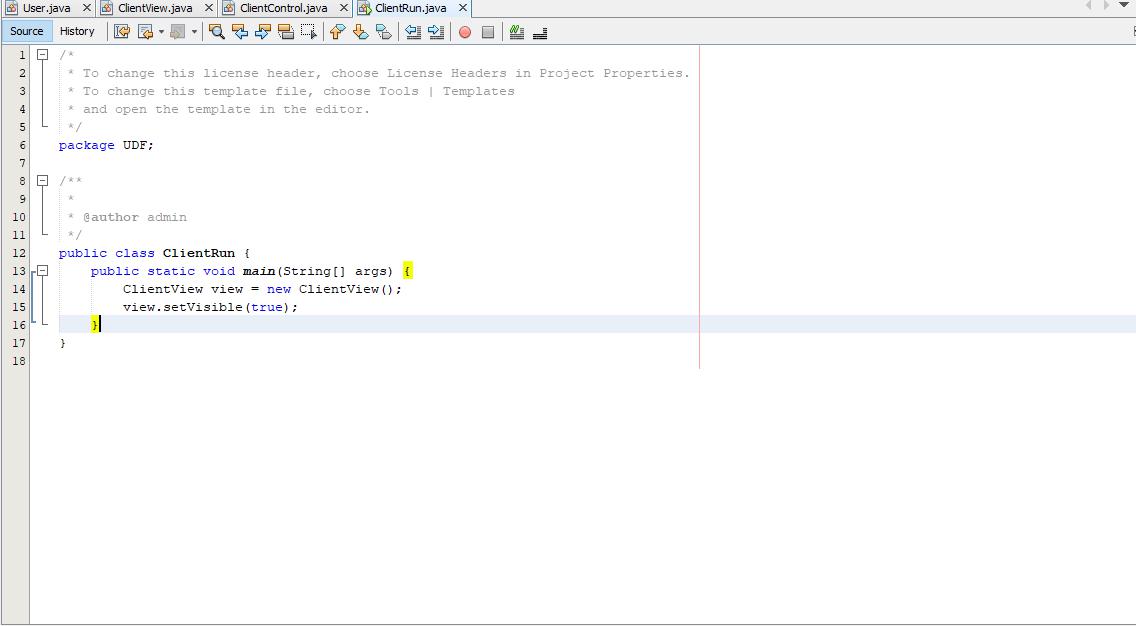 User.java ClientView.java ClientControl.java ClientRun.java
Source History
1 /*
2 * To change this license header, choose License Headers in Project Properties.
3 * To change this template file, choose Tools | Templates
4 * and open the template in the editor.
5 */
6 package UDF;
7
8 /**
9 *
10 * @author admin
11 */
12 public class ClientRun {
13 public static void main(String[] args) {
14 ClientView view = new ClientView();
15 view.setVisible(true);
16 }
17 }
18